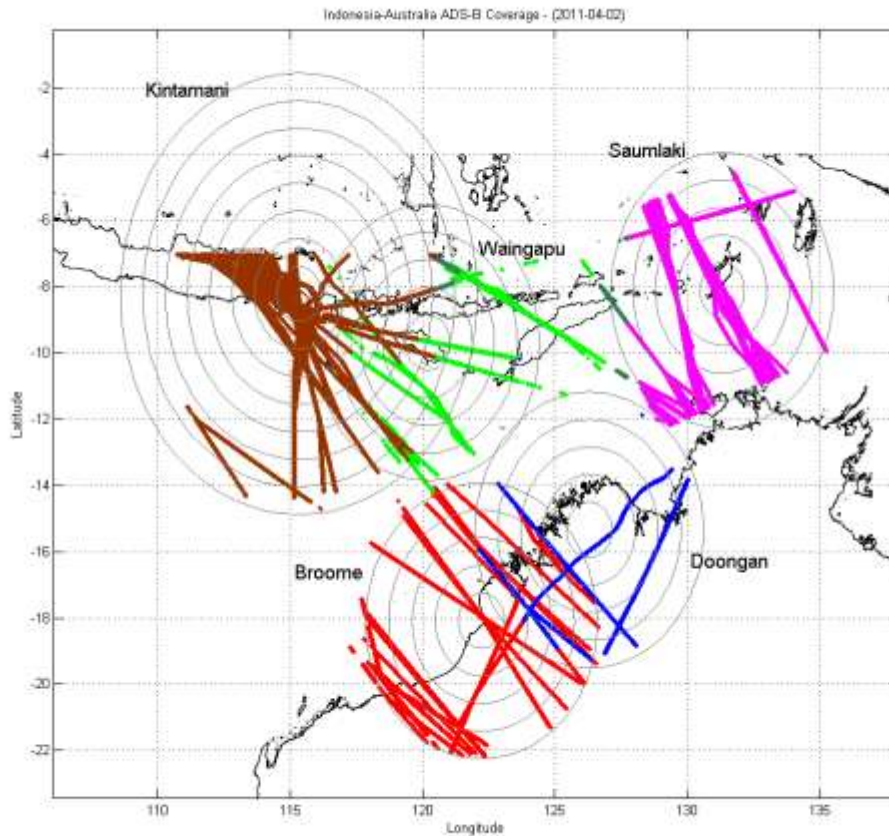 Indonesia-Australia ADS-B Coverage - (2011-04-02)
Kintamani
Saumlaki
Waingapu
Broome
Doongan
Latitude
-2
-4
-6
-8
-10
-12
-14
-16
-18
-20
-22
110
115
120
125
130
135
Longitude